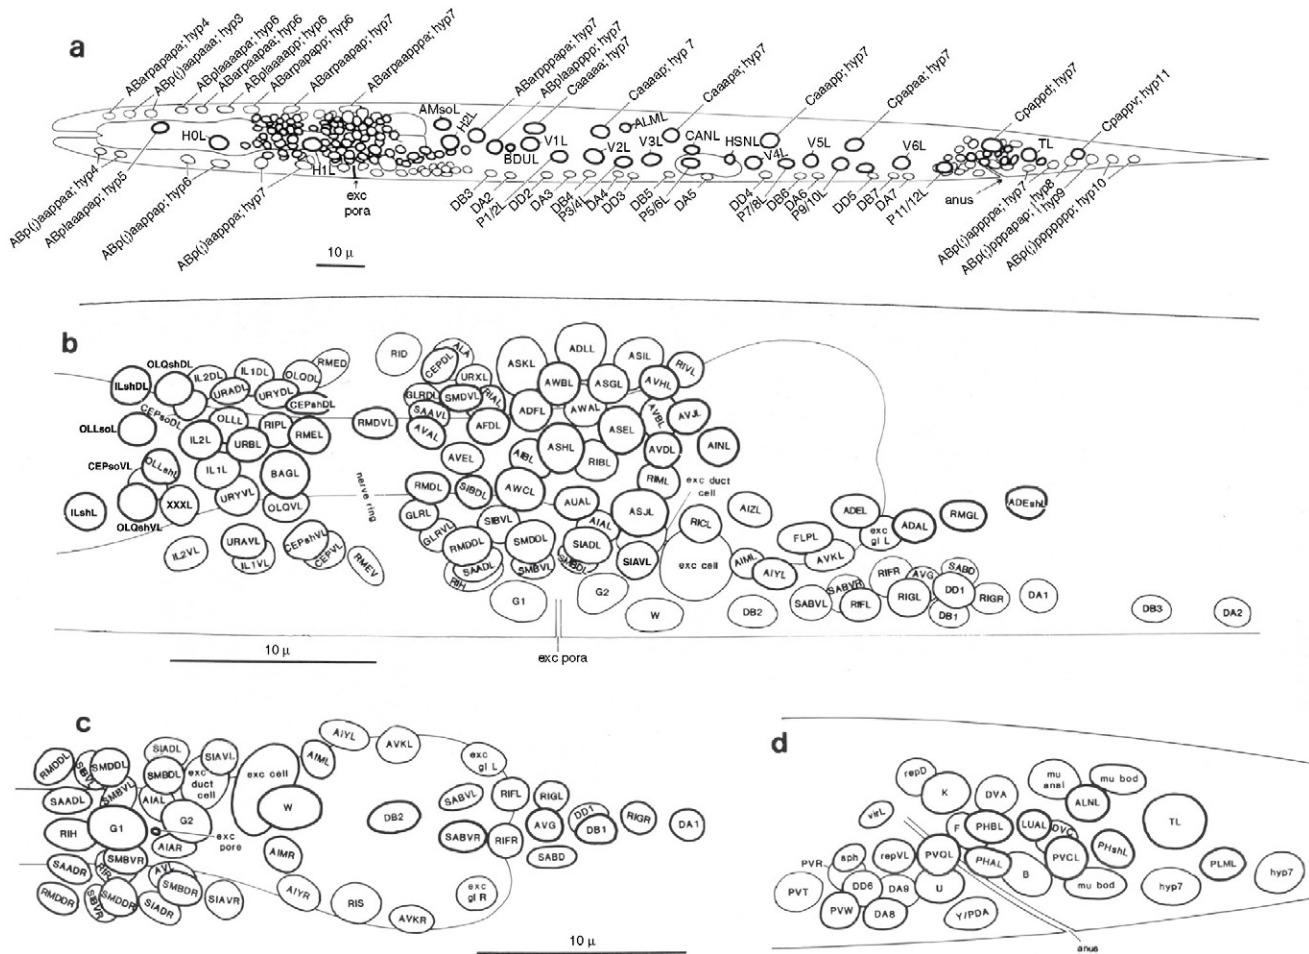 a
ABarpapapa; hyp4
ABp(;)aapaaa; hyp3
ABplaaaapa; hyp6
ABarpaapaa; hyp6
ABplaaaapp; hyp6
ABarpapapp; hyp6
ABarpaapap; hyp7
ABarpaappa; hyp7
ABarpppapa; hyp7
ABplaapppp; hyp7
Caaaaa; hyp7
Caaaap; hyp 7
Caaapa; hyp7
Caaapp; hyp7
Cpapaa; hyp7
Cpappd; hyp7
Cpappv; hyp11
AMsoL
H2L
ALML
H0L
H1L
BDUL
V1L
V2L
V3L
CANL
HSNL
V4L
V5L
V6L
TL
exc
pora
anus
DB3
DA2
P1/2L
DD2
DA3
DB4
P3/4L
DA4
DD3
DB5
P5/6L
DA5
DD4
P7/8L
DB6
DA6
P9/10L
DD5
DB7
DA7
P11/12L
ABp(;)aappaa; hyp4
ABplaaapap; hyp5
ABp(;)aappap; hyp6
ABp(;)aapppa; hyp7
ABp(;)appppa; hyp7
ABp(;)pppapap; hyp8
hyp9
ABp(;)ppppppp; hyp10
10 µ
b
OLQshDL
ILshDL
IL2DL
IL1DL
OLQDL
RMED
URADL
URYDL
CEPshDL
CEPsoDL
OLLsoL
OLLL
RIPL
IL2L
URBL
RMEL
RMDVL
CEPsoVL
OLLshL
IL1L
BAGL
ILshL
OLQshVL
XXXL
URYVL
OLQVL
IL2VL
URAVL
IL1VL
CEPshVL
CEPVL
RMEV
nerve ring
RID
ALA
CEPDL
URXL
GLRDL
SMDVL
RIAL
SAAVL
AVAL
AFDL
AVEL
ASKL
ADLL
ASIL
RIVL
AWBL
ASGL
AVHL
ADFL
AWAL
AVBL
AVJL
ASEL
ASHL
AIBL
RIBL
AVDL
AINL
RMDL
SIBDL
AWCL
RIML
exc duct
cell
GLRL
SIBVL
AUAL
AIAL
ASJL
RICL
AIZL
GLRVL
RMDDL
SMDDL
SIADL
SIAVL
exc cell
SAADL
RIH
SMBVL
SMBDL
G1
G2
W
AIML
AIYL
FLPL
AVKL
ADEL
exc
gl L
ADAL
RMGL
ADEshL
DB2
SABVL
SABVR
RIFL
RIFR
AVG
SABD
RIGL
DD1
DB1
RIGR
DA1
DB3
DA2
10 µ
exc pora
c
RMDDL
SIBVL
SMDDL
SMBVL
SIADL
SMBDL
SIAVL
exc
duct
cell
exc cell
AIML
AIYL
AVKL
exc
gl L
SAADL
AIAL
G2
W
RIH
G1
exc
pore
AIAR
DB2
SABVL
SABVR
RIFL
RIFR
RIGL
AVG
SABD
DD1
DB1
RIGR
DA1
SAADR
SMBVR
AVL
SMBDR
RMDDR
SIBVR
SMDDR
SIADR
SIAVR
AIMR
AIYR
RIS
AVKR
exc
gl R
10 µ
d
repD
K
DVA
mu
anal
mu bod
virL
F
PHBL
LUAL
ALNL
DVC
TL
PVR
sph
repVL
PVQL
PHAL
PVCL
PHshL
PLML
PVT
DD6
DA9
U
B
mu bod
hyp7
hyp7
PVW
DA8
Y/PDA
anus